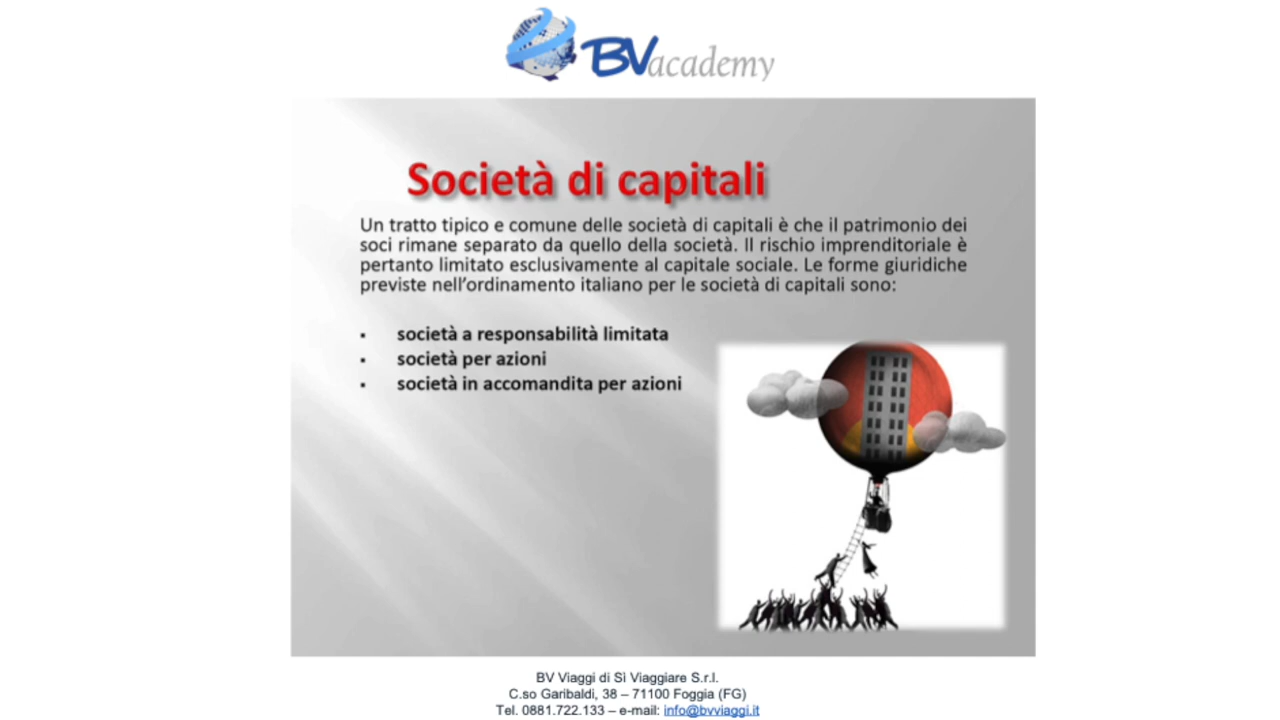 BVacademy
Società di capitali
Un tratto tipico e comune delle società di capitali è che il patrimonio dei
soci rimane separato da quello della società. Il rischio imprenditoriale è
pertanto limitato esclusivamente al capitale sociale. Le forme giuridiche
previste nell'ordinamento italiano per le società di capitali sono:
▪ società a responsabilità limitata
▪ società per azioni
▪ società in accomandita per azioni
BV Viaggi di Sì Viaggiare S.r.l.
C.so Garibaldi, 38 – 71100 Foggia (FG)
Tel. 0881.722.133 – e-mail: info@bvviaggi.it